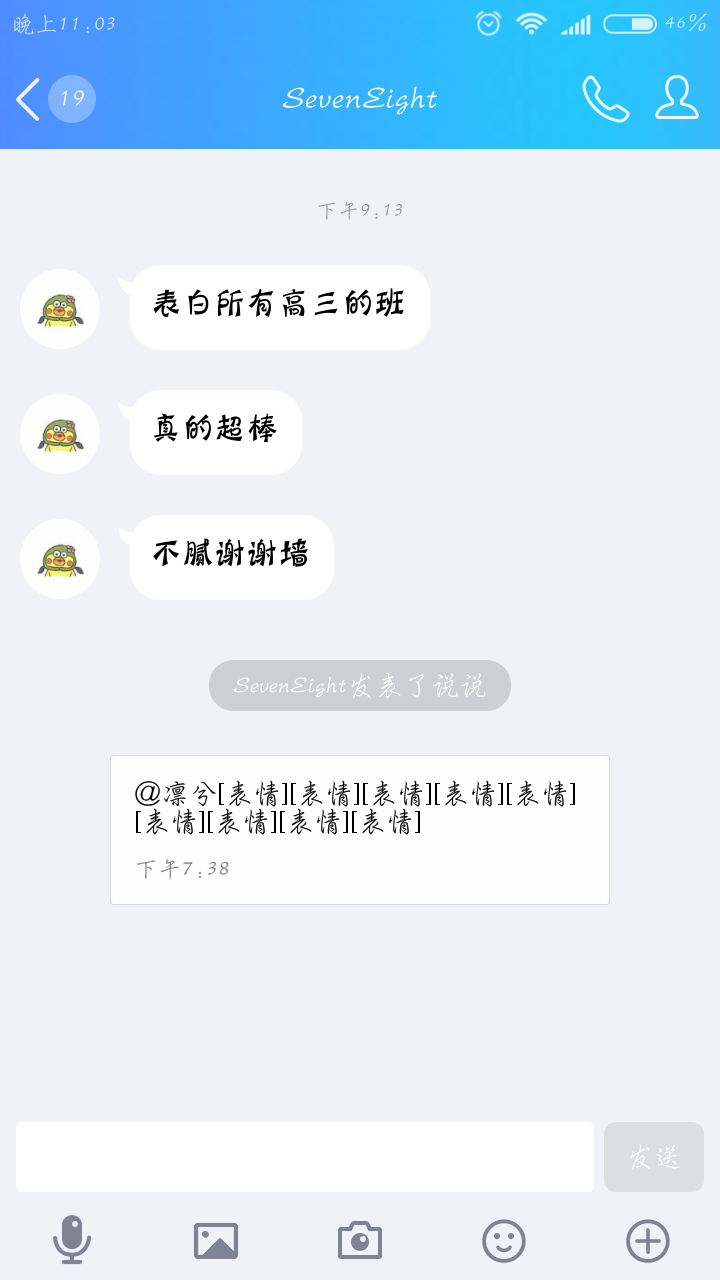 晚上11:03
46%
19
SevenEight
下午9:13
表白所有高三的班
真的超棒
不腻谢谢墙
SevenEight发表了说说
@凛兮[表情][表情][表情][表情][表情]
[表情][表情][表情][表情]
下午7:38
发送